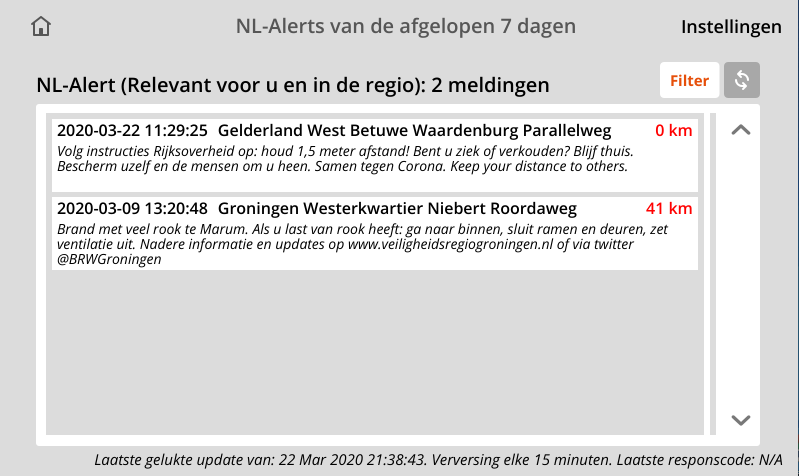 NL-Alerts van de afgelopen 7 dagen
Instellingen
NL-Alert (Relevant voor u en in de regio): 2 meldingen
Filter
2020-03-22 11:29:25 Gelderland West Betuwe Waardenburg Parallelweg 0 km
Volg instructies Rijksoverheid op: houd 1,5 meter afstand! Bent u ziek of verkouden? Blijf thuis.
Bescherm uzelf en de mensen om u heen. Samen tegen Corona. Keep your distance to others.
2020-03-09 13:20:48 Groningen Westerkwartier Niebert Roordaweg 41 km
Brand met veel rook te Marum. Als u last van rook heeft: ga naar binnen, sluit ramen en deuren, zet
ventilatie uit. Nadere informatie en updates op www.veiligheidsregiogroningen.nl of via twitter
@BRWGroningen
Laatste gelukte update van: 22 Mar 2020 21:38:43. Verversing elke 15 minuten. Laatste responscode: N/A